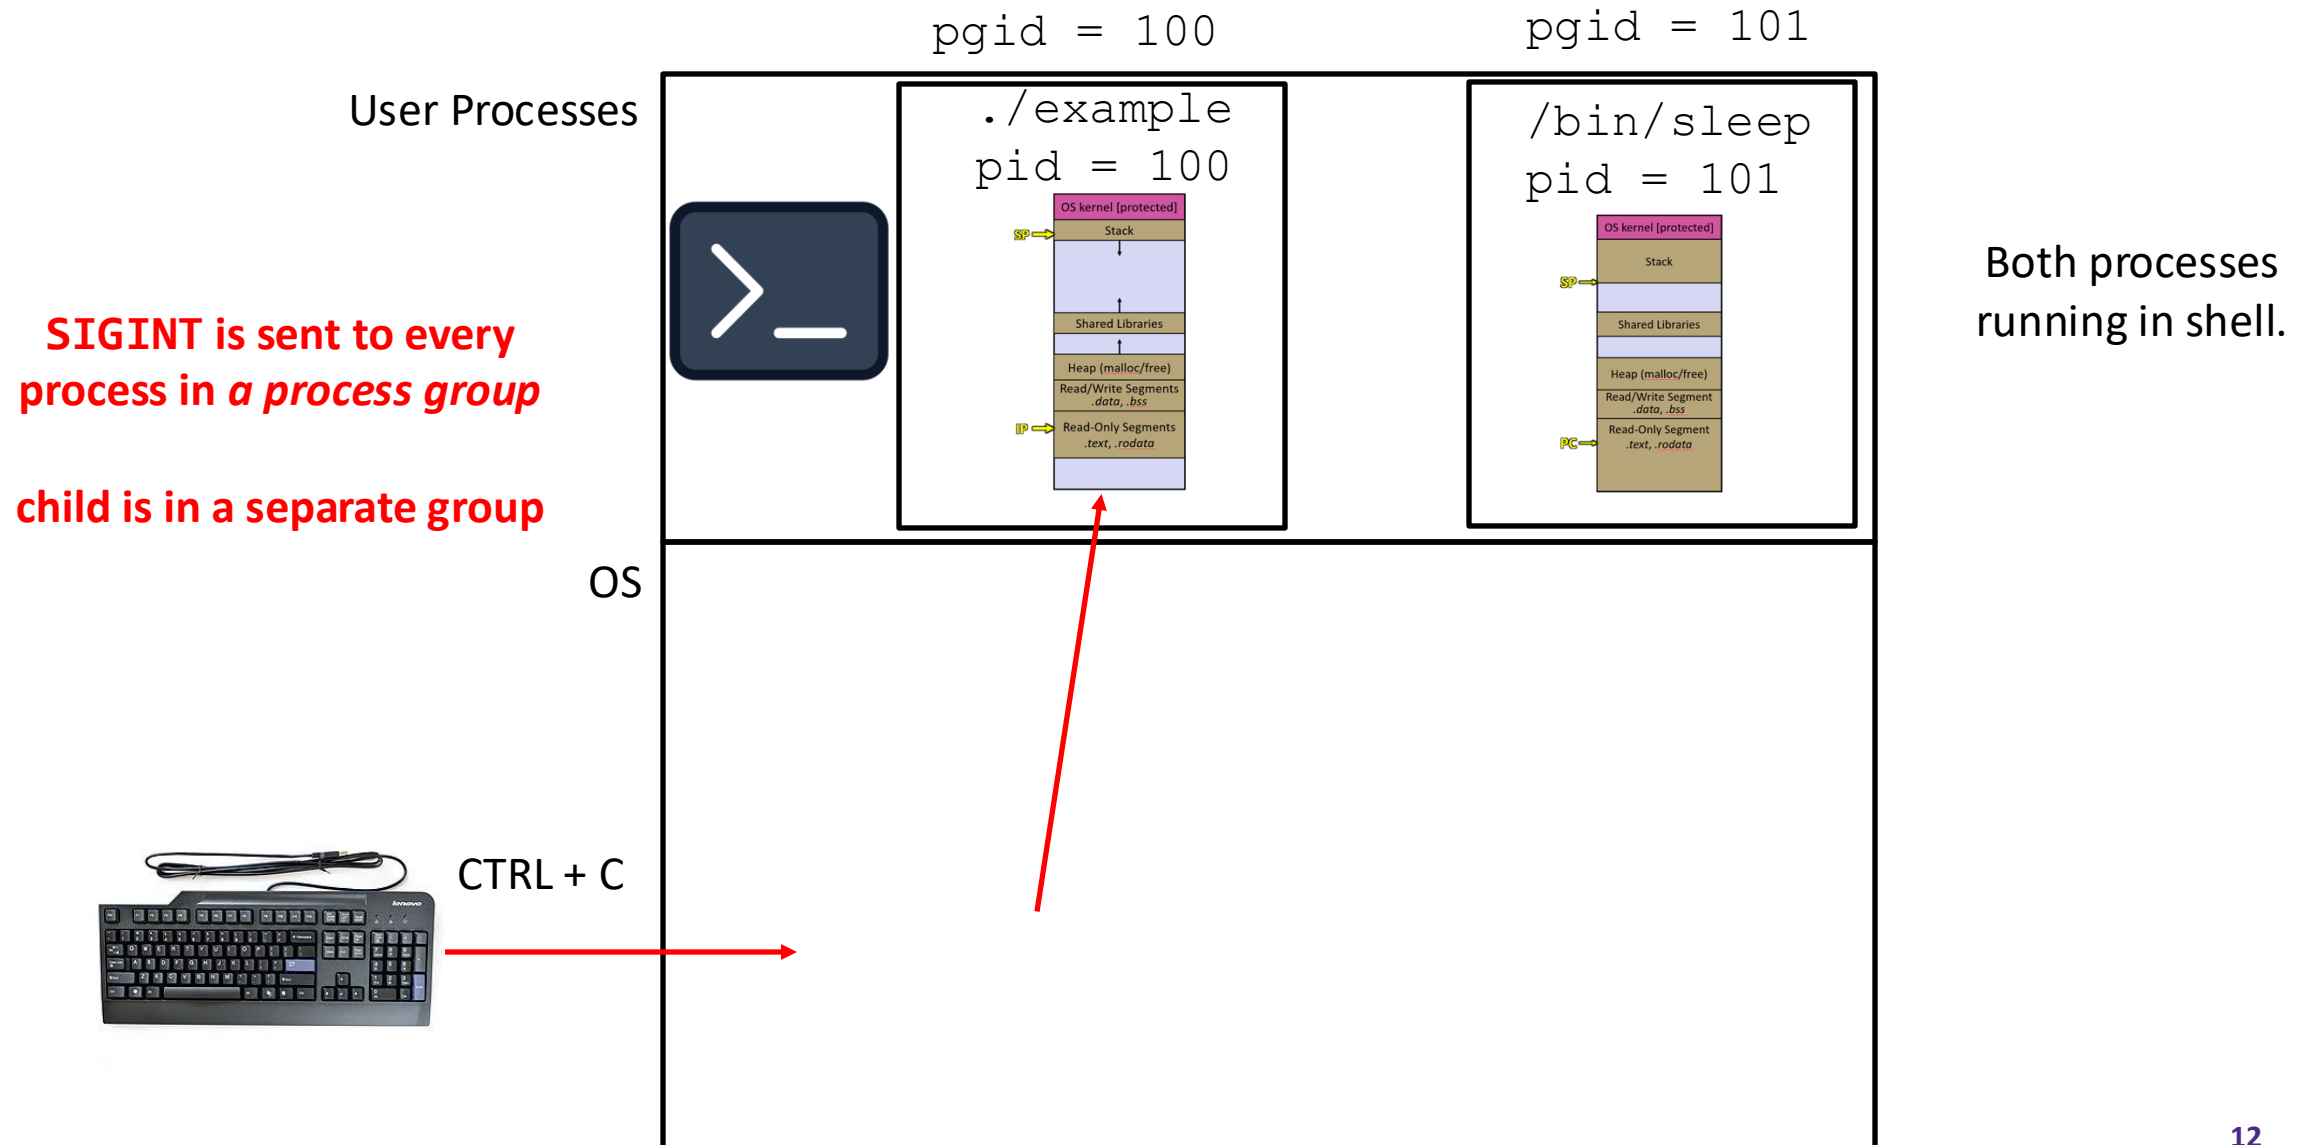 pgid = 100
pgid = 101
User Processes
./example
pid = 100
/bin/sleep
pid = 101
OS kernel [protected]
SP
Stack
Shared Libraries
Heap (malloc/free)
Read/Write Segments
.data, .bss
IP
Read-Only Segments
.text, .rodata
OS kernel [protected]
Stack
SP
Shared Libraries
Heap (malloc/free)
Read/Write Segment
.data, .bss
Read-Only Segment
PC
.text, .rodata
Both processes
running in shell.
SIGINT is sent to every
process in a process group
child is in a separate group
OS
CTRL + C
lenovo
12